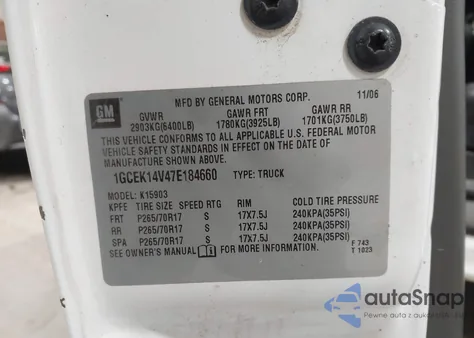 GM
MFD BY GENERAL MOTORS CORP. 11/06
GVWR GAWR FRT GAWR RR
2903KG(6400LB) 1780KG(3925LB) 1701KG(3750LB)
THIS VEHICLE CONFORMS TO ALL APPLICABLE U.S. FEDERAL MOTOR
VEHICLE SAFETY STANDARDS IN EFFECT ON THE DATE OF
MANUFACTURE SHOWN ABOVE.
1GCEK14V47E184660 TYPE: TRUCK
MODEL: K15903
KPFE TIRE SIZE SPEED RTG RIM COLD TIRE PRESSURE
FRT P265/70R17 S 17X7.5J 240KPA(35PSI)
RR P265/70R17 S 17X7.5J 240KPA(35PSI)
SPA P265/70R17 S 17X7.5J 240KPA(35PSI)
SEE OWNER'S MANUAL FOR MORE INFORMATION.
F 743
T 1023
autoSnap
Pewne auta z aukcji